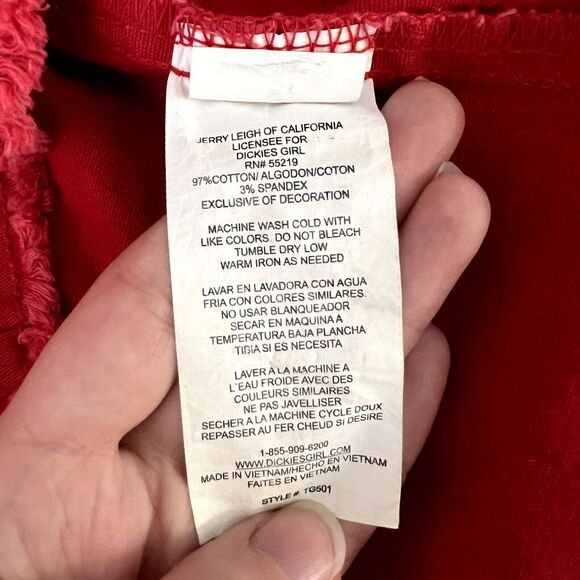 JERRY LEIGH OF CALIFORNIA
LICENSEE FOR
DICKIES GIRL
RN# 55219
97%COTTON/ ALGODON/COTON
3% SPANDEX
EXCLUSIVE OF DECORATION
MACHINE WASH COLD WITH
LIKE COLORS. DO NOT BLEACH
TUMBLE DRY LOW
WARM IRON AS NEEDED
LAVAR EN LAVADORA CON AGUA
FRIA CON COLORES SIMILARES.
NO USAR BLANQUEADOR
SECAR EN MAQUINA A
TEMPERATURA BAJA PLANCHA
TIBIA SI ES NECESITA
LAVER A LA MACHINE A
L'EAU FROIDE AVEC DES
COULEURS SIMILARES
NE PAS JAVELLISER
SECHER A LA MACHINE CYCLE DOUX
REPASSER AU FER CHEUD SI DESIRE
1-855-909-6200
WWW.DICKIESGIRL.COM
MADE IN VIETNAM/HECHO EN VIETNAM
FAITES EN VIETNAM
STYLE # TG501